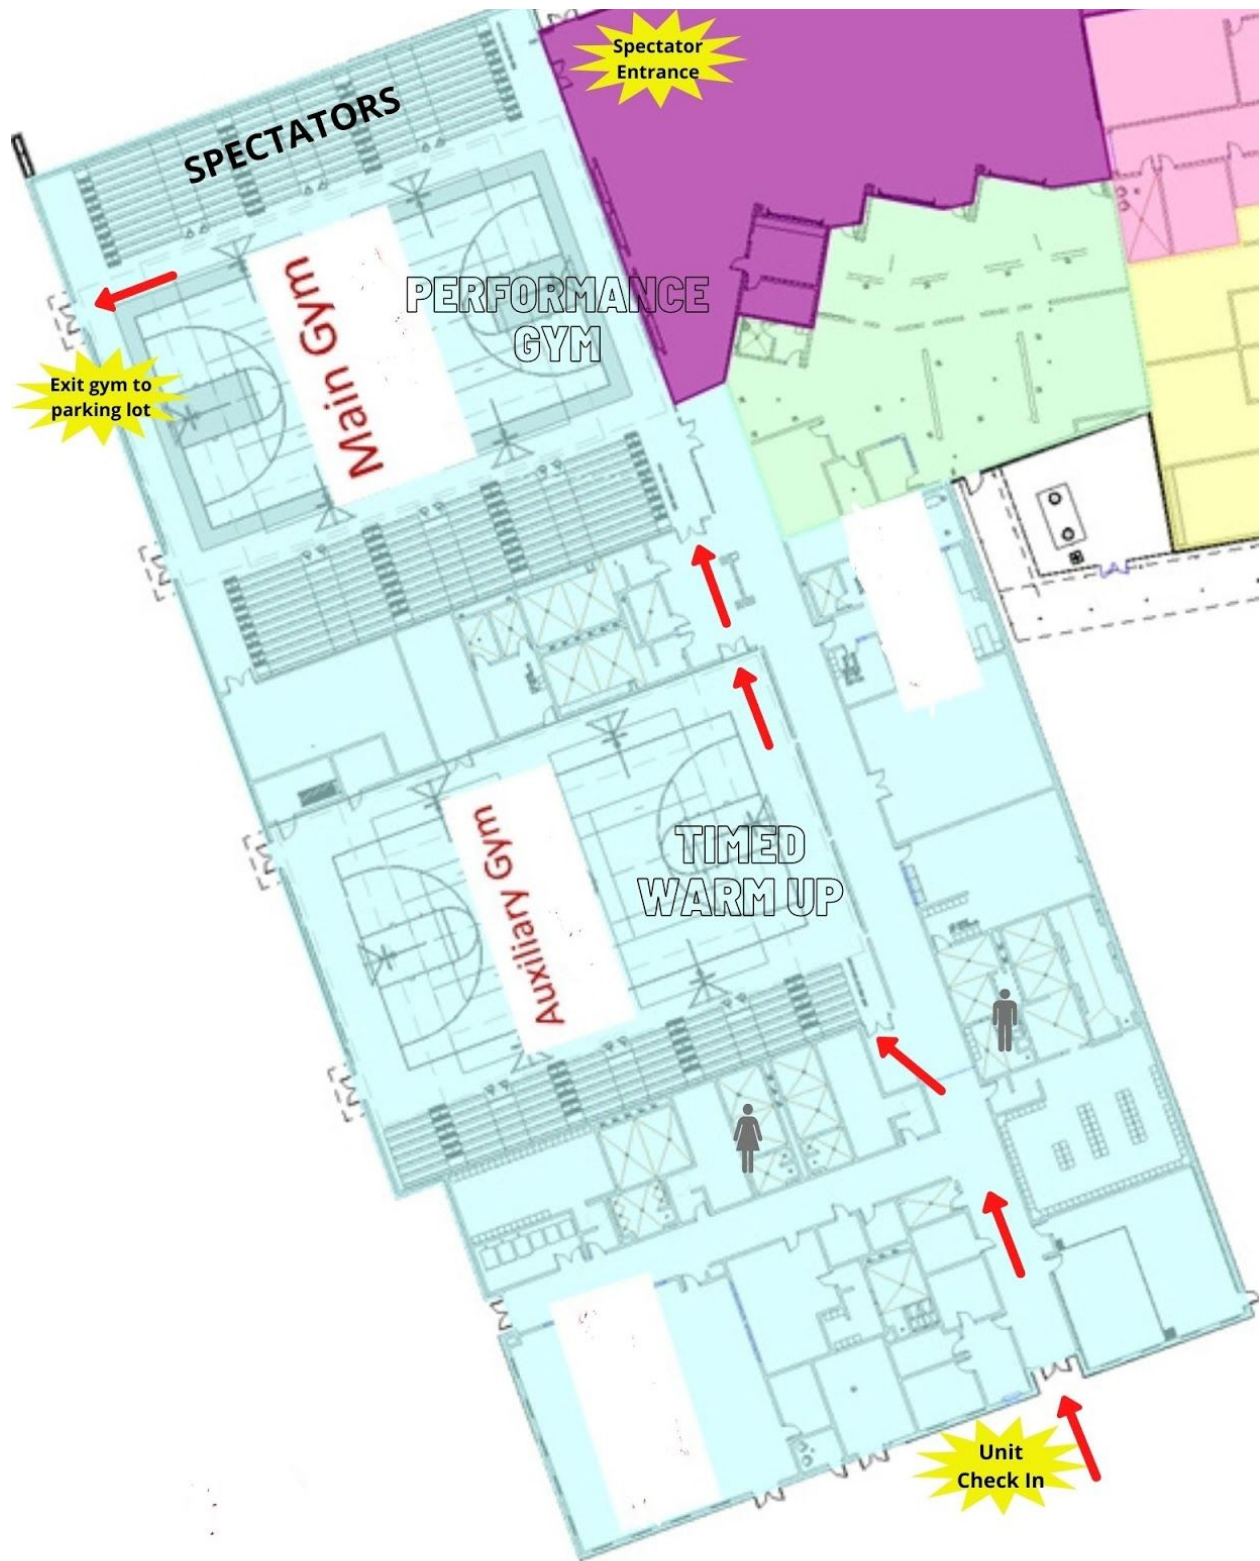 Spectator
Entrance
SPECTATORS
Main Gym
PERFORMANCE
GYM
Exit gym to
parking lot
Auxiliary Gym
TIMED
WARM UP
Unit
Check In